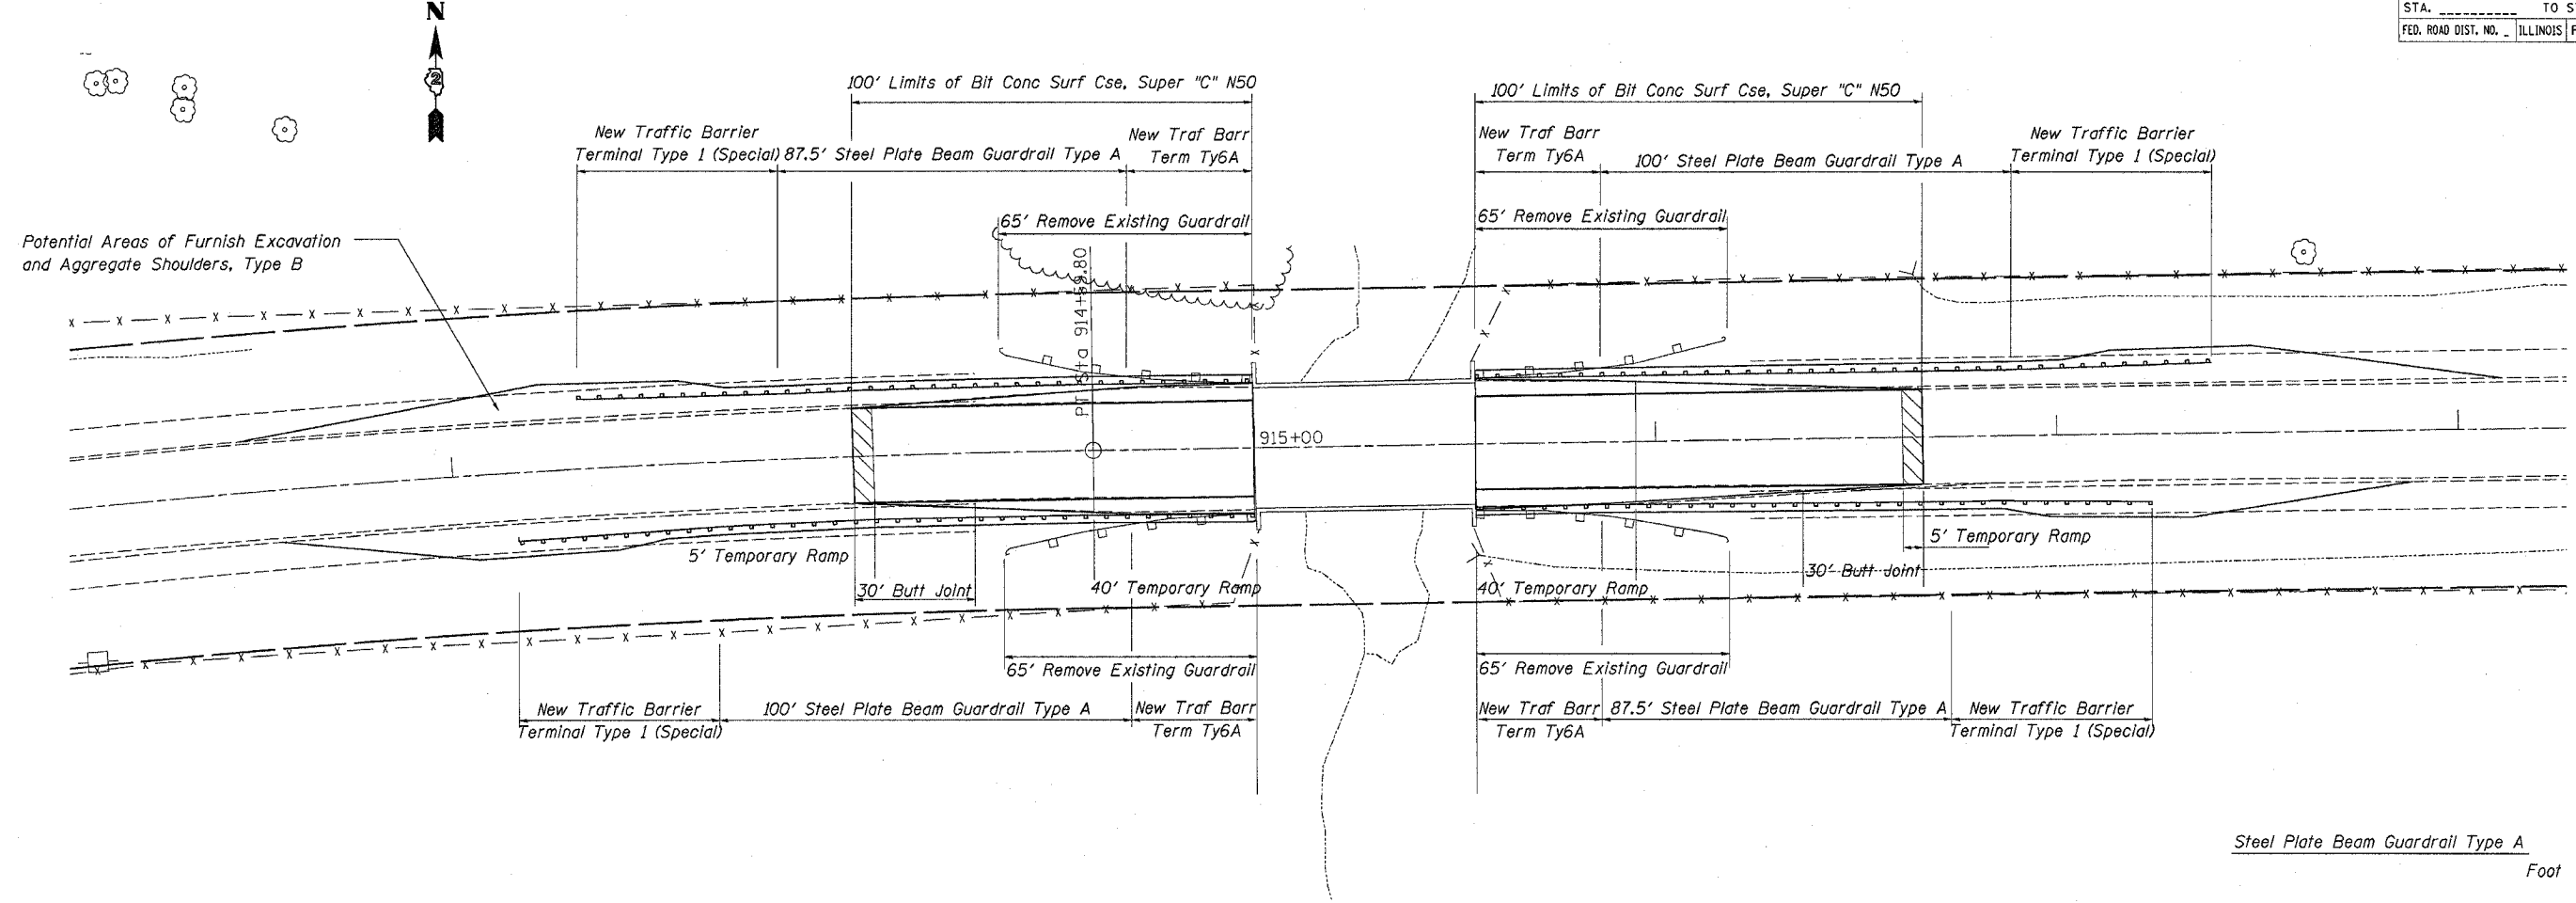 STA. __________ TO S
FED. ROAD DIST. NO. _ ILLINOIS F
N
2
100' Limits of Bit Conc Surf Cse, Super "C" N50
100' Limits of Bit Conc Surf Cse, Super "C" N50
New Traffic Barrier
Terminal Type 1 (Special)
87.5' Steel Plate Beam Guardrail Type A
New Traf Barr
Term Ty6A
New Traf Barr
Term Ty6A
100' Steel Plate Beam Guardrail Type A
New Traffic Barrier
Terminal Type 1 (Special)
65' Remove Existing Guardrail
65' Remove Existing Guardrail
Potential Areas of Furnish Excavation
and Aggregate Shoulders, Type B
PT Sta 914+59.80
915+00
5' Temporary Ramp
5' Temporary Ramp
30' Butt Joint
40' Temporary Ramp
40' Temporary Ramp
30' Butt Joint
65' Remove Existing Guardrail
65' Remove Existing Guardrail
New Traffic Barrier
Terminal Type 1 (Special)
100' Steel Plate Beam Guardrail Type A
New Traf Barr
Term Ty6A
New Traf Barr
Term Ty6A
87.5' Steel Plate Beam Guardrail Type A
New Traffic Barrier
Terminal Type 1 (Special)
Steel Plate Beam Guardrail Type A
Foot